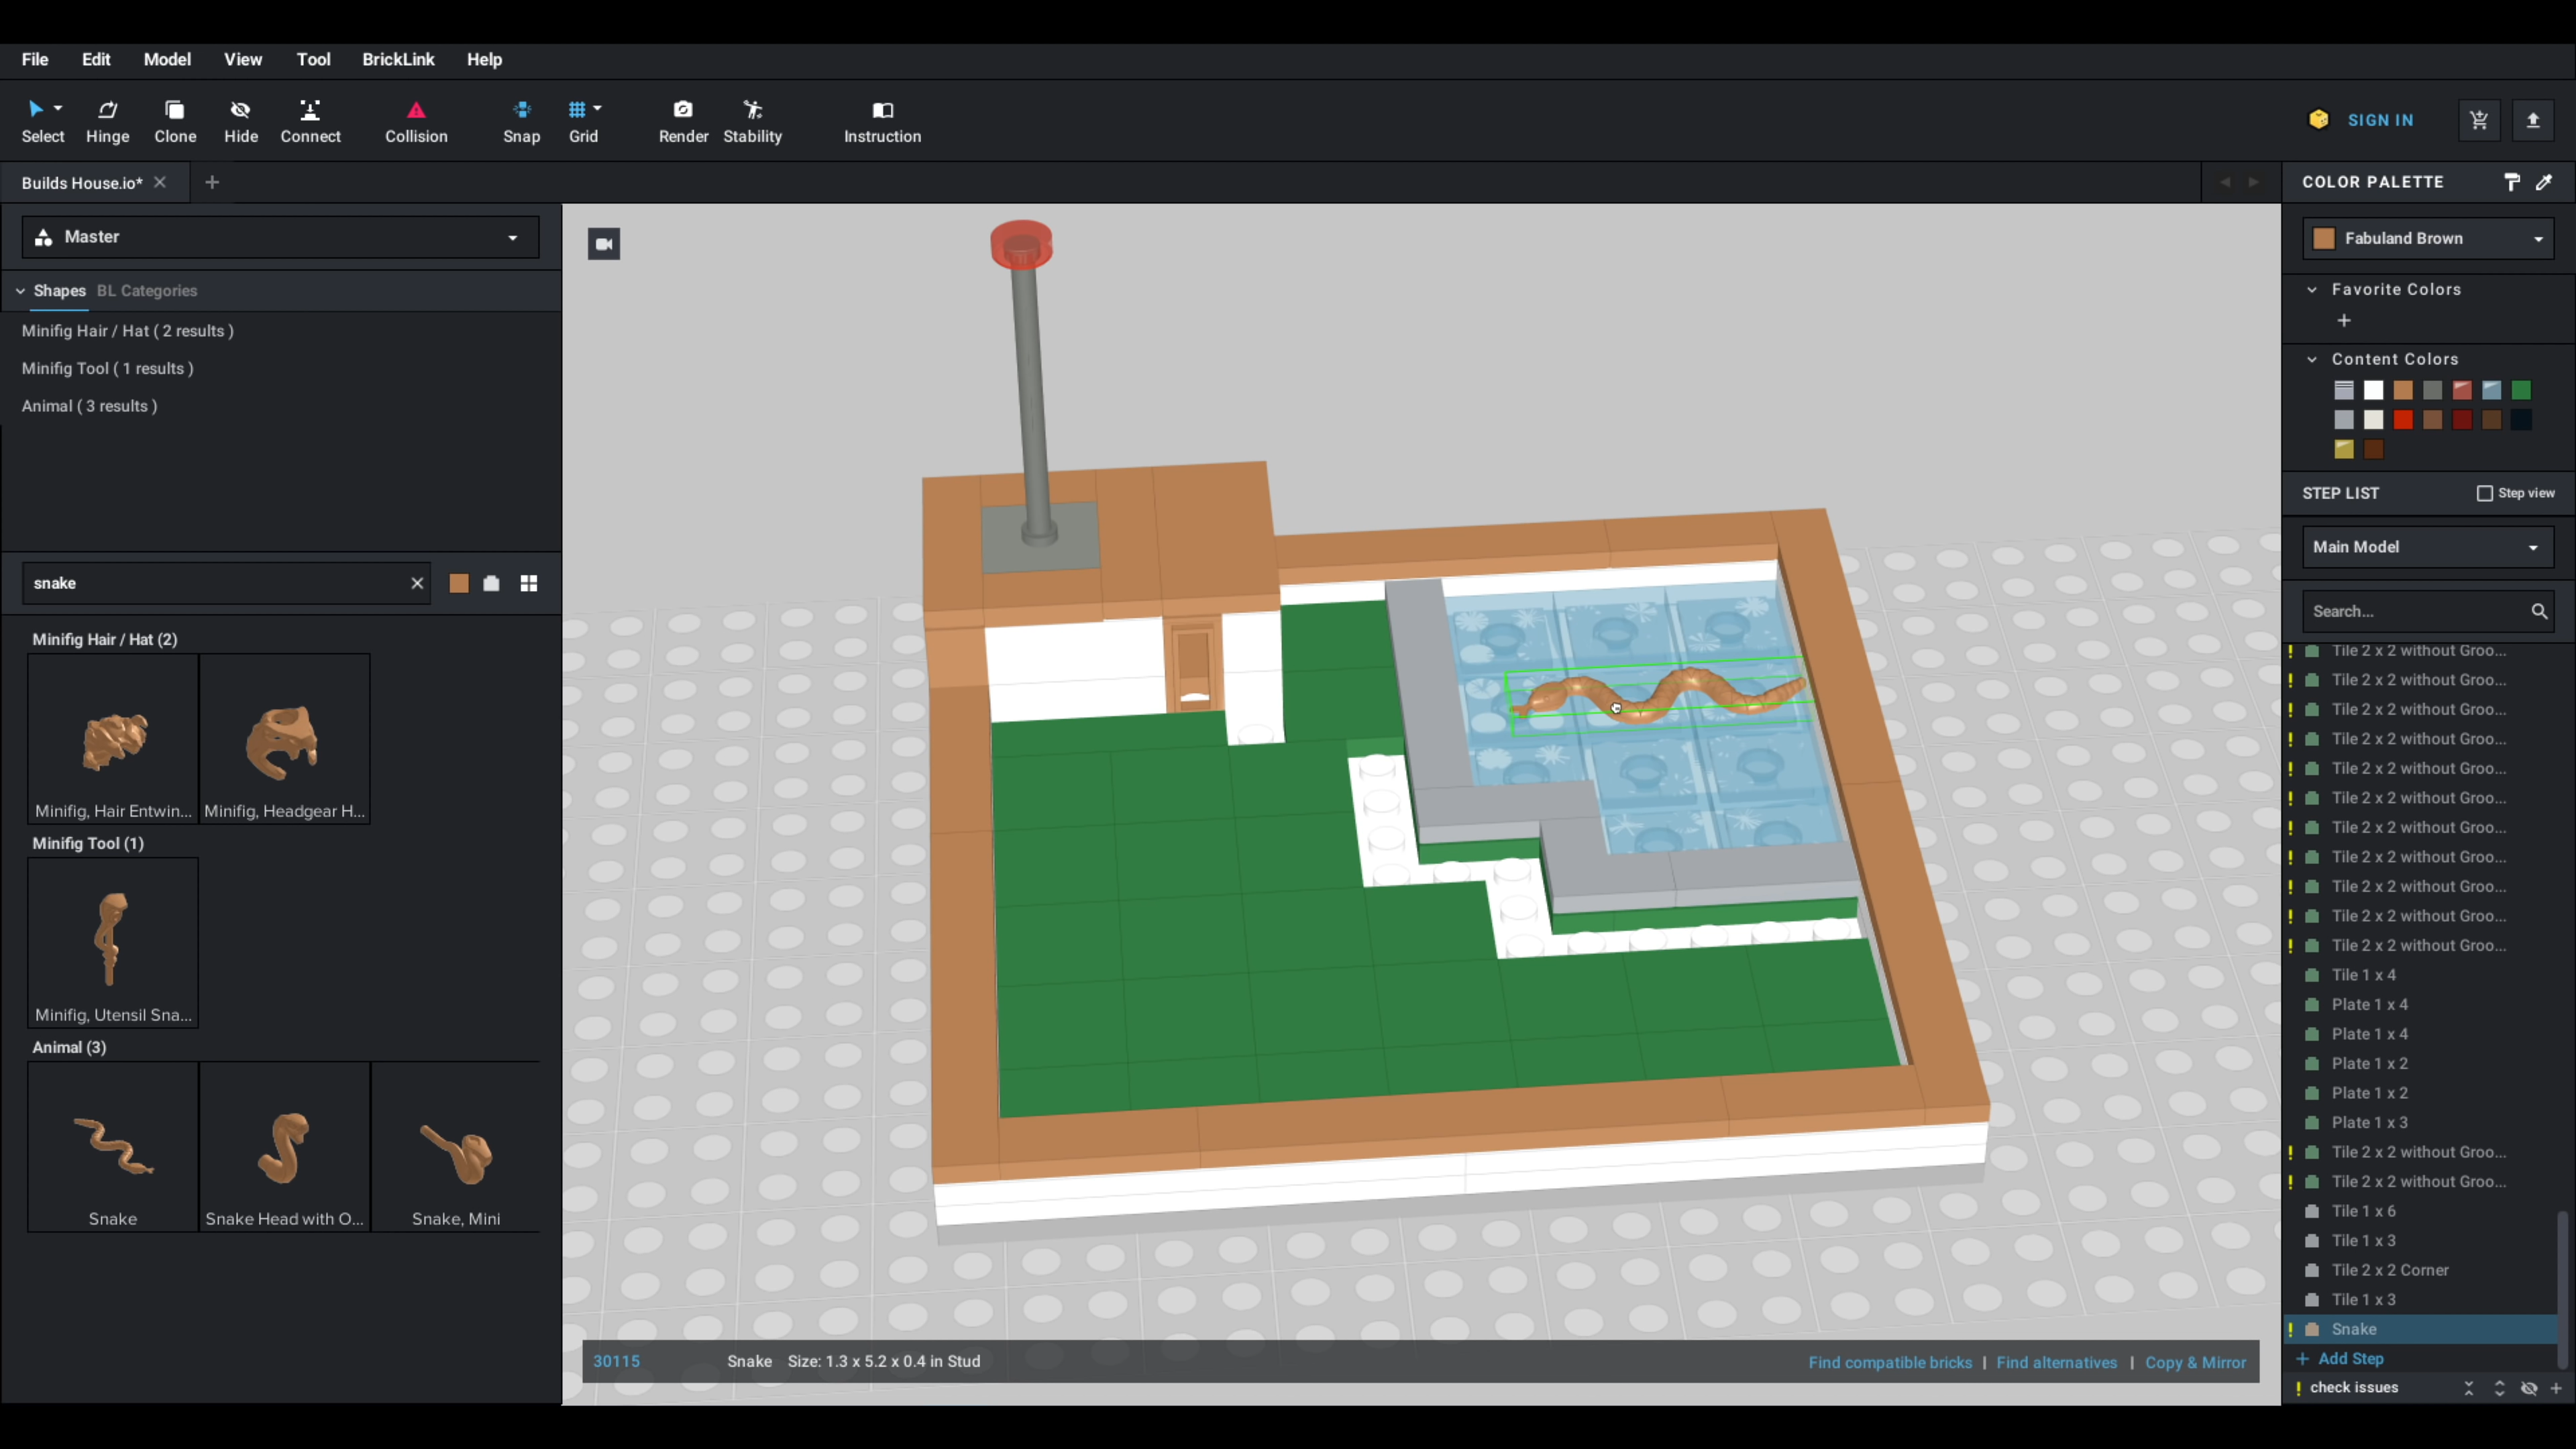 File Edit Model View Tool BrickLink Help
Select Hinge Clone Hide Connect Collision Snap Grid Render Stability Instruction SIGN IN
Builds House.io*
COLOR PALETTE
Master
Fabuland Brown
Shapes BL Categories
Favorite Colors
Minifig Hair / Hat ( 2 results )
Minifig Tool ( 1 results )
Animal ( 3 results )
Content Colors
STEP LIST Step view
Main Model
snake
Search...
Minifig Hair / Hat (2)
Minifig, Hair Entwin... Minifig, Headgear H...
Minifig Tool (1)
Minifig, Utensil Sna...
Animal (3)
Snake Snake Head with O... Snake, Mini
Tile 2 x 2 without Groo...
Tile 2 x 2 without Groo...
Tile 2 x 2 without Groo...
Tile 2 x 2 without Groo...
Tile 2 x 2 without Groo...
Tile 2 x 2 without Groo...
Tile 2 x 2 without Groo...
Tile 2 x 2 without Groo...
Tile 2 x 2 without Groo...
Tile 2 x 2 without Groo...
Tile 2 x 2 without Groo...
Tile 1 x 4
Plate 1 x 4
Plate 1 x 4
Plate 1 x 2
Plate 1 x 2
Plate 1 x 3
Tile 2 x 2 without Groo...
Tile 2 x 2 without Groo...
Tile 1 x 6
Tile 1 x 3
Tile 2 x 2 Corner
Tile 1 x 3
Snake
+ Add Step
check issues
30115 Snake Size: 1.3 x 5.2 x 0.4 in Stud Find compatible bricks | Find alternatives | Copy & Mirror